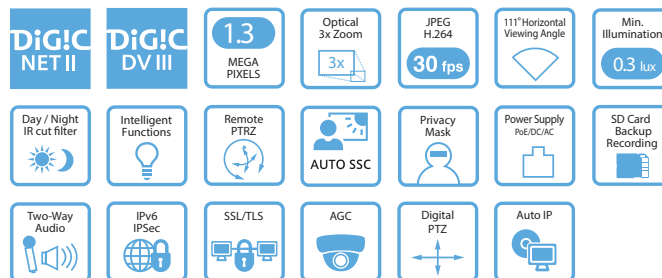 DiG!C
NET II
DiG!C
DV III
1.3
MEGA
PIXELS
Optical
3x Zoom
3x
JPEG
H.264
30 fps
111° Horizontal
Viewing Angle
Min.
Illumination
0.3 lux
Day / Night
IR cut filter
Intelligent
Functions
Remote
PTRZ
AUTO SSC
Privacy
Mask
Power Supply
PoE/DC/AC
SD Card
Backup
Recording
Two-Way
Audio
IPv6
IPSec
SSL/TLS
AGC
Digital
PTZ
Auto IP